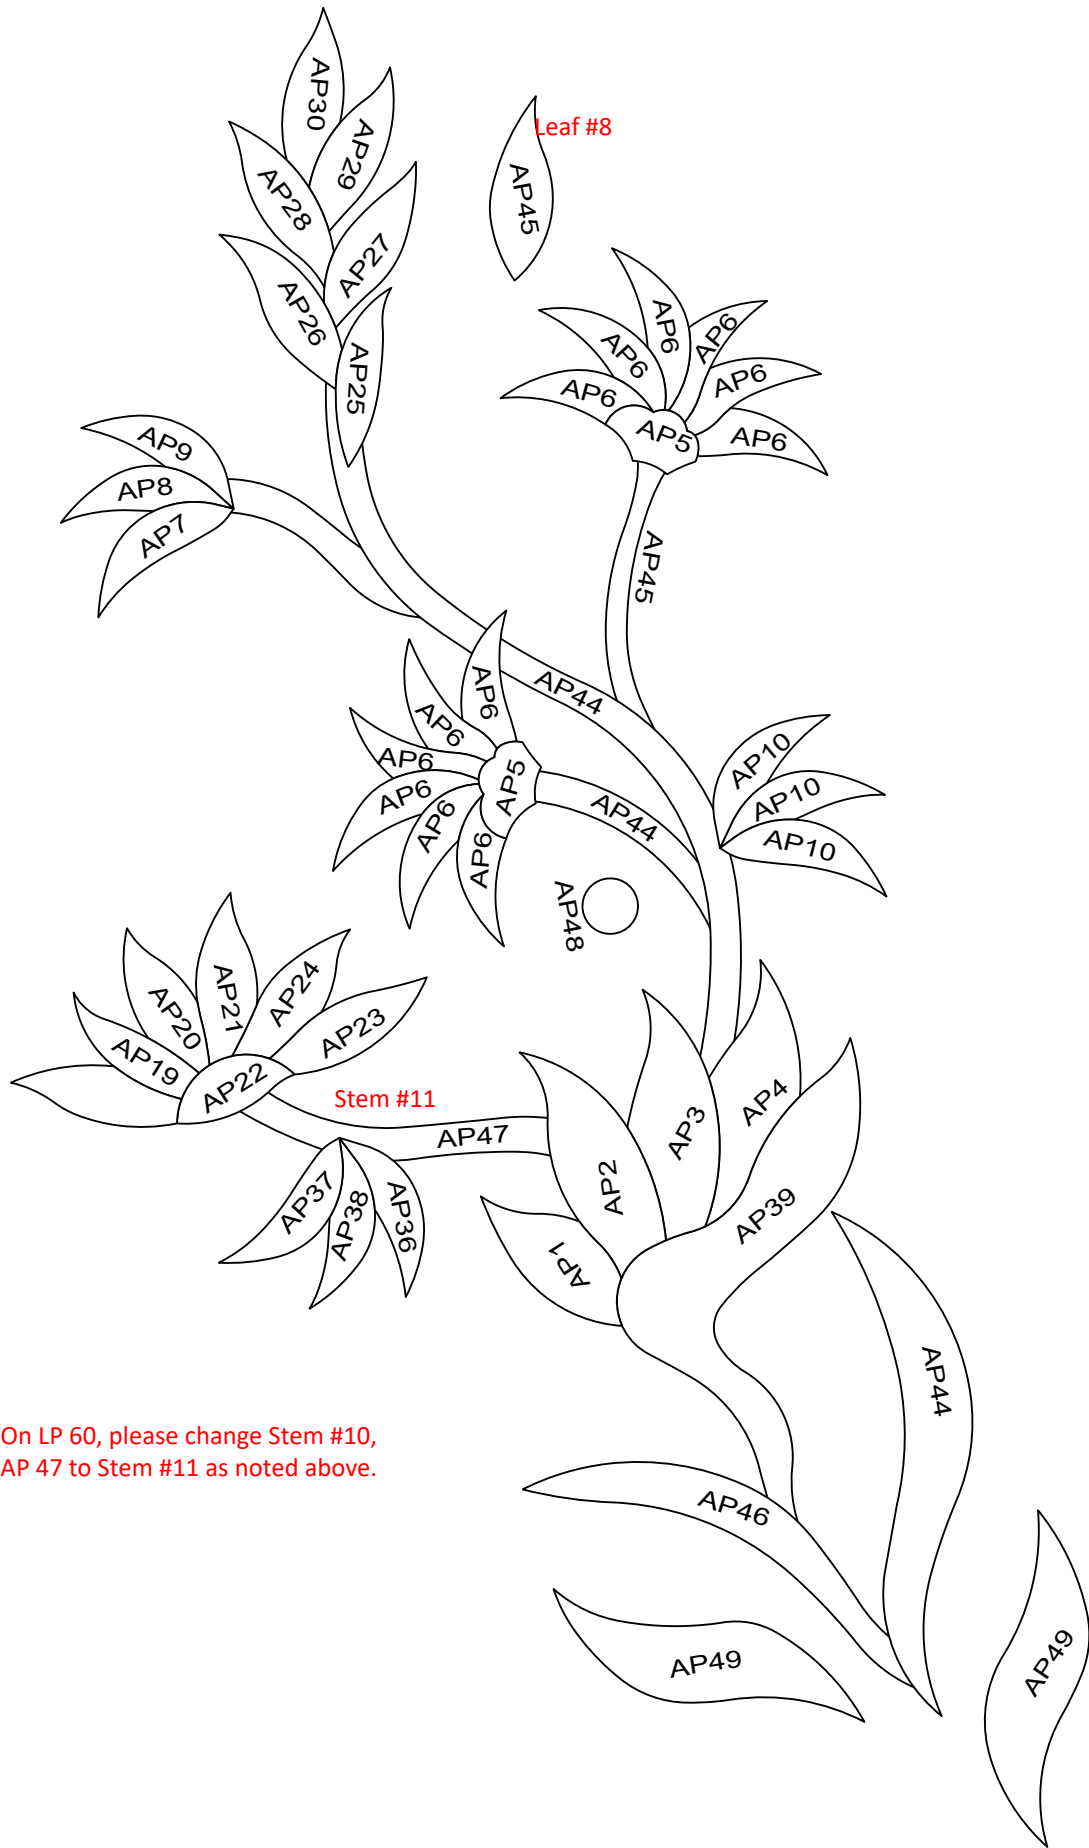 AP30
AP29
Leaf #8
AP28
AP45
AP27
AP26
AP25
AP6
AP6
AP6
AP6
AP6
AP6
AP5
AP9
AP8
AP7
AP45
AP6
AP44
AP6
AP6
AP5
AP6
AP6
AP6
AP44
AP10
AP10
AP10
AP48
AP21
AP24
AP20
AP23
AP19
AP22
Stem #11
AP47
AP3
AP4
AP2
AP39
AP1
AP37
AP38
AP36
AP44
On LP 60, please change Stem #10,
AP 47 to Stem #11 as noted above.
AP46
AP49
AP49